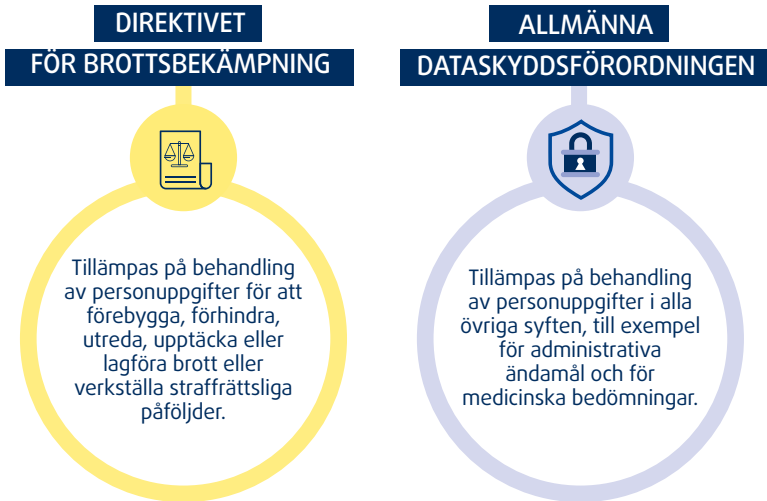 DIREKTIVET
FÖR BROTTSBEKÄMPNING
Tillämpas på behandling
av personuppgifter för att
förebygga, förhindra,
utreda, upptäcka eller
lagföra brott eller
verkställa straffrättsliga
påföljder.
ALLMÄNNA
DATASKYDDSFÖRORDNINGEN
Tillämpas på behandling
av personuppgifter i alla
övriga syften, till exempel
för administrativa
ändamål och för
medicinska bedömningar.